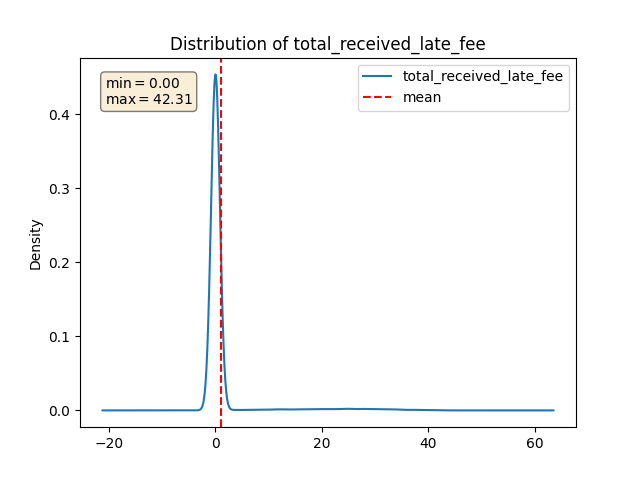 Distribution of total_received_late_fee
min = 0.00
max = 42.31
total_received_late_fee
mean
Density
0.4
0.3
0.2
0.1
0.0
−20
0
20
40
60